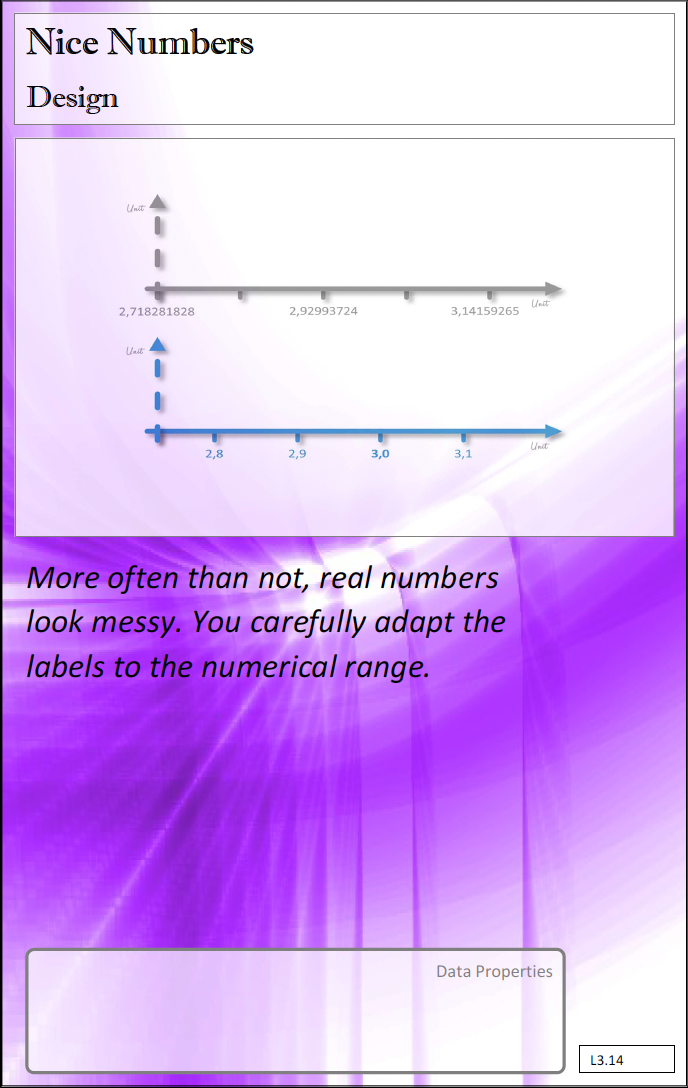 Nice Numbers
Design
Unit
2,718281828 2,92993724 3,14159265 Unit
Unit
2,8 2,9 3,0 3,1 Unit
More often than not, real numbers
look messy. You carefully adapt the
labels to the numerical range.
Data Properties
L3.14